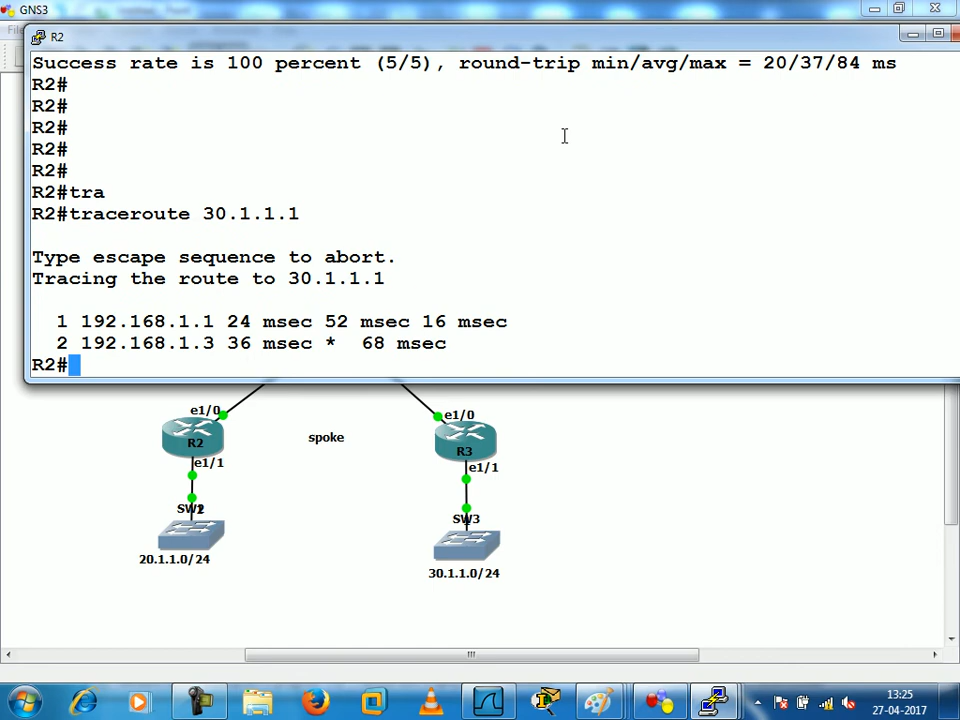 GNS3
R2
Success rate is 100 percent (5/5), round-trip min/avg/max = 20/37/84 ms
R2#
R2#
R2#
R2#
R2#
R2#tra
R2#traceroute 30.1.1.1
Type escape sequence to abort.
Tracing the route to 30.1.1.1
1 192.168.1.1 24 msec 52 msec 16 msec
2 192.168.1.3 36 msec * 68 msec
R2#
e1/0
e1/0
R2
spoke
R3
e1/1
e1/1
SW3
20.1.1.0/24
30.1.1.0/24
13:25
27-04-2017